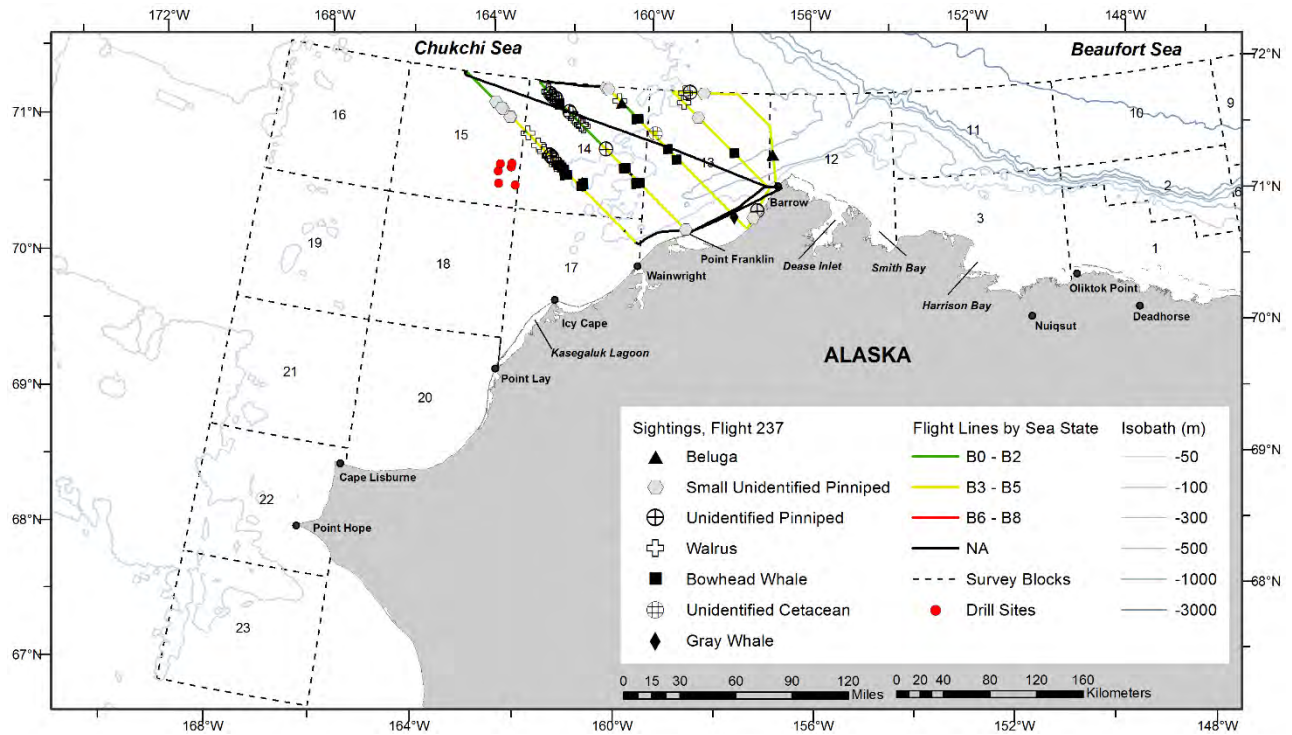 172°W 168°W 164°W 160°W 156°W 152°W 148°W
Chukchi Sea
Beaufort Sea
72°N
71°N
16
15
14
13
12
11
10
9
2
6
3
1
71°N
Barrow
19
18
17
70°N
Wainwright
Point Franklin
Dease Inlet
Smith Bay
Harrison Bay
Oliktok Point
Nuiqsut
Deadhorse
70°N
Icy Cape
Kasegaluk Lagoon
ALASKA
21
20
69°N
Point Lay
69°N
22
Cape Lisburne
68°N
Point Hope
68°N
23
67°N
Sightings, Flight 237
Beluga
Small Unidentified Pinniped
Unidentified Pinniped
Walrus
Bowhead Whale
Unidentified Cetacean
Gray Whale
Flight Lines by Sea State
B0 - B2
B3 - B5
B6 - B8
NA
Survey Blocks
Drill Sites
Isobath (m)
-50
-100
-300
-500
-1000
-3000
0 15 30 60 90 120 Miles
0 20 40 80 120 160 Kilometers
168°W 164°W 160°W 156°W 152°W 148°W